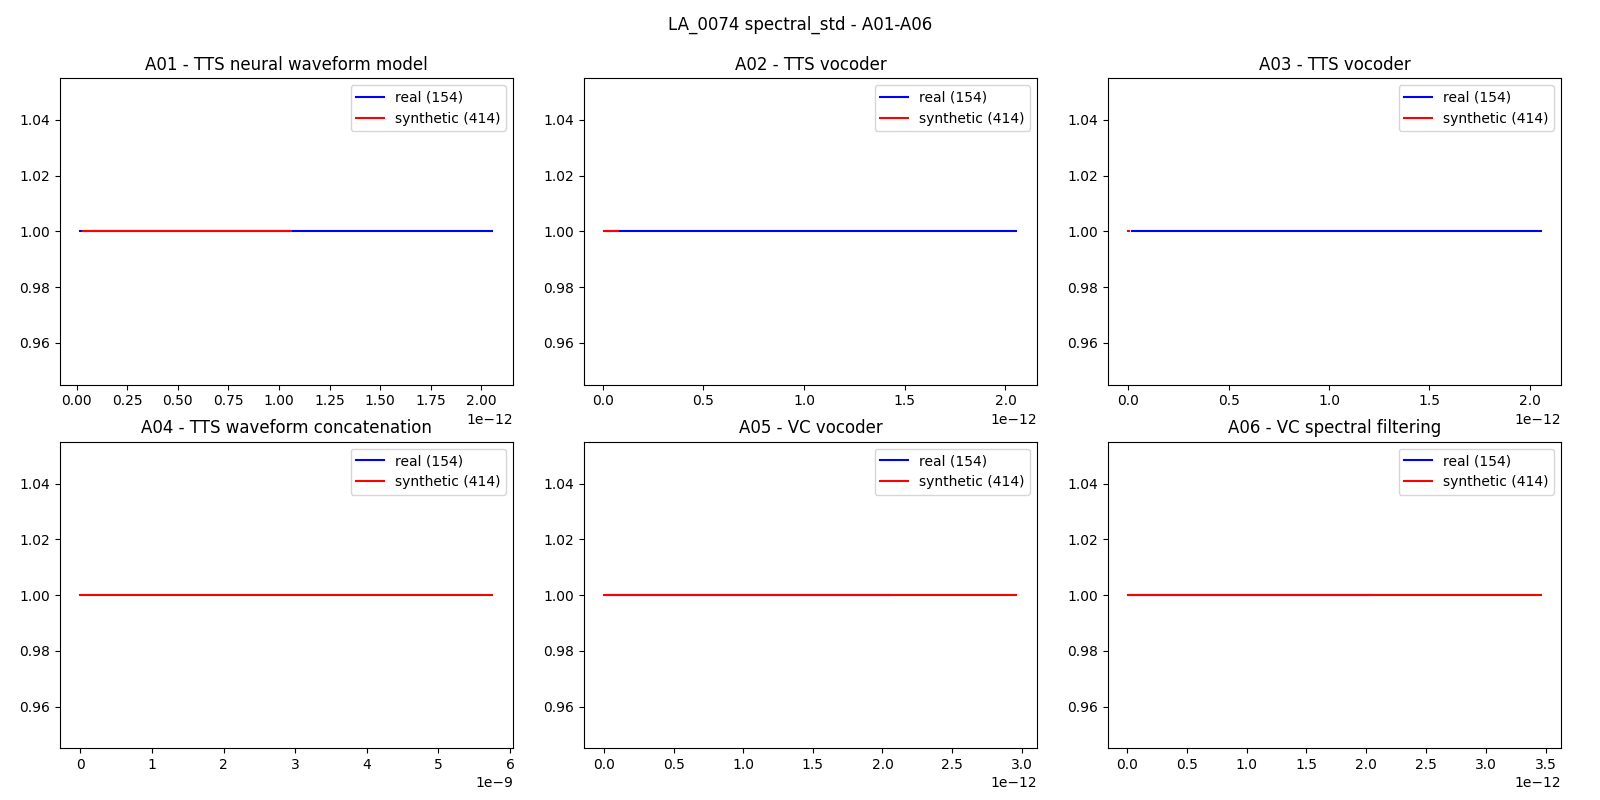 LA_0074 spectral_std - A01-A06
A01 - TTS neural waveform model
real (154)
synthetic (414)
1.04
1.02
1.00
0.98
0.96
0.00 0.25 0.50 0.75 1.00 1.25 1.50 1.75 2.00
1e−12
A02 - TTS vocoder
real (154)
synthetic (414)
1.04
1.02
1.00
0.98
0.96
0.0 0.5 1.0 1.5 2.0
1e−12
A03 - TTS vocoder
real (154)
synthetic (414)
1.04
1.02
1.00
0.98
0.96
0.0 0.5 1.0 1.5 2.0
1e−12
A04 - TTS waveform concatenation
real (154)
synthetic (414)
1.04
1.02
1.00
0.98
0.96
0 1 2 3 4 5 6
1e−9
A05 - VC vocoder
real (154)
synthetic (414)
1.04
1.02
1.00
0.98
0.96
0.0 0.5 1.0 1.5 2.0 2.5 3.0
1e−12
A06 - VC spectral filtering
real (154)
synthetic (414)
1.04
1.02
1.00
0.98
0.96
0.0 0.5 1.0 1.5 2.0 2.5 3.0 3.5
1e−12